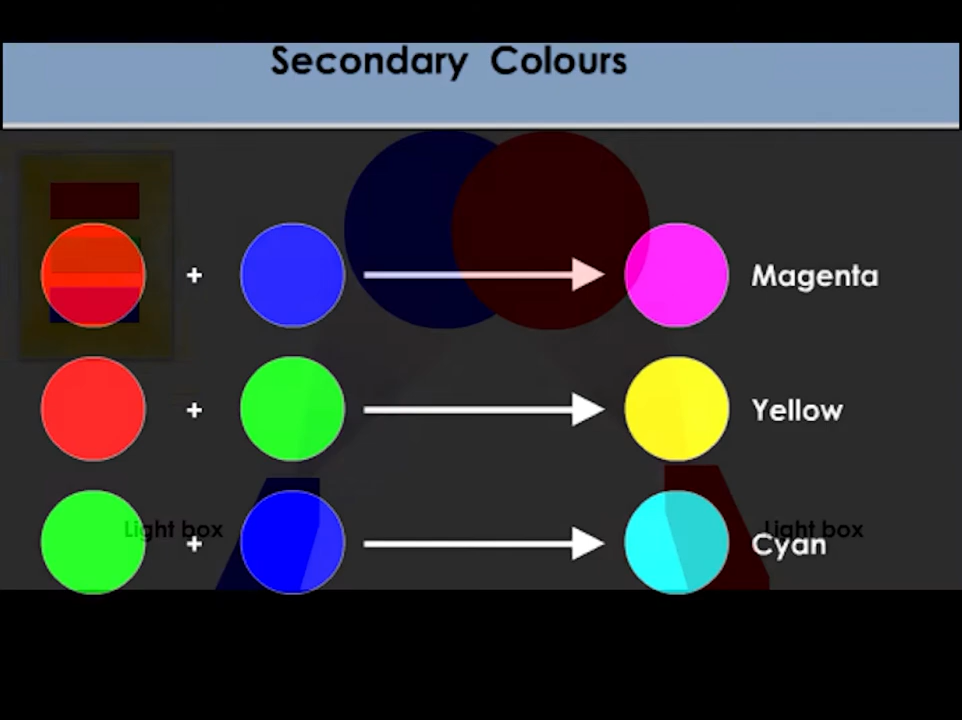 Secondary Colours
+ Magenta
+ Yellow
Light box Light box
+ Cyan